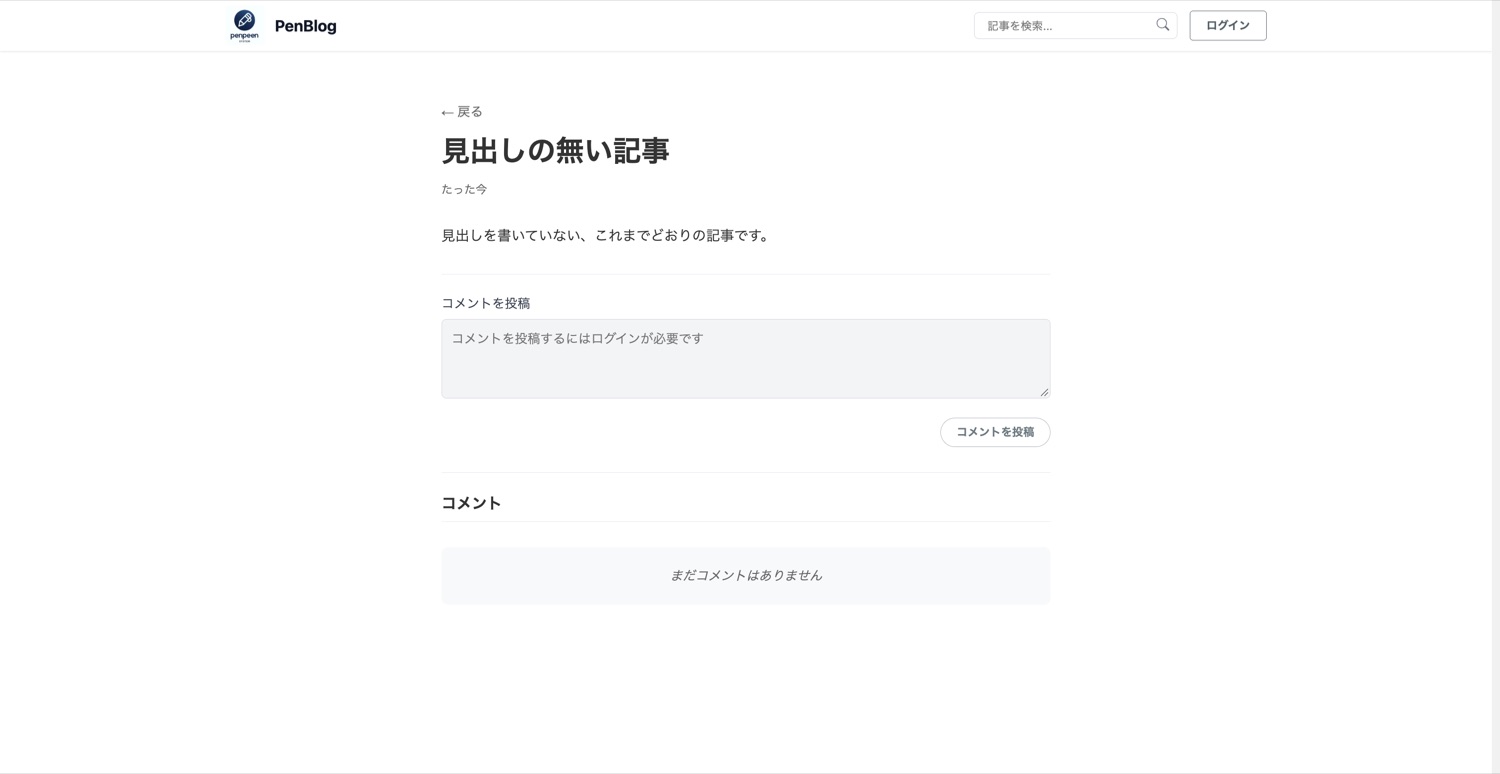 penpeen
PenBlog
記事を検索...
ログイン
← 戻る
見出しの無い記事
たった今
見出しを書いていない、これまでどおりの記事です。
コメントを投稿
コメントを投稿するにはログインが必要です
コメントを投稿
コメント
まだコメントはありません